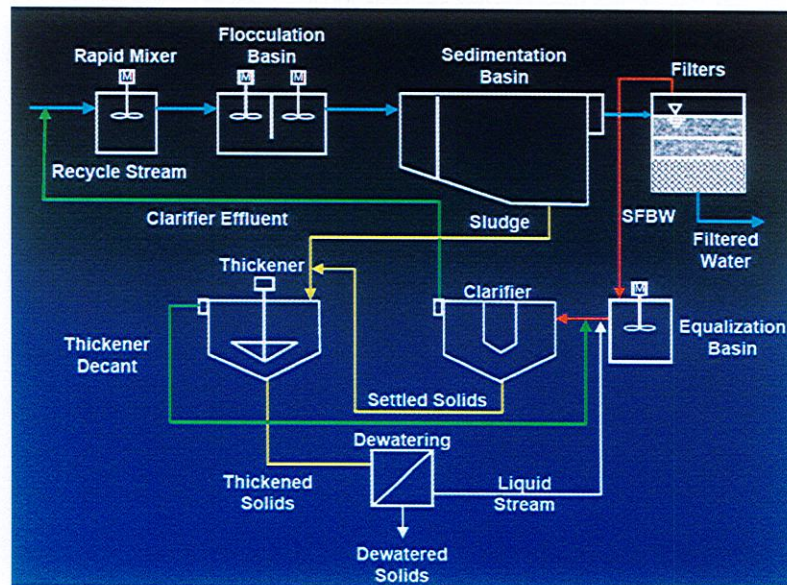 Rapid Mixer
Flocculation
Basin
Sedimentation
Basin
Filters
M
M
M
Recycle Stream
Clarifier Effluent
Sludge
SFBW
Filtered
Water
Thickener
Clarifier
M
Equalization
Basin
Thickener
Decant
Settled Solids
Dewatering
Thickened
Solids
Liquid
Stream
Dewatered
Solids